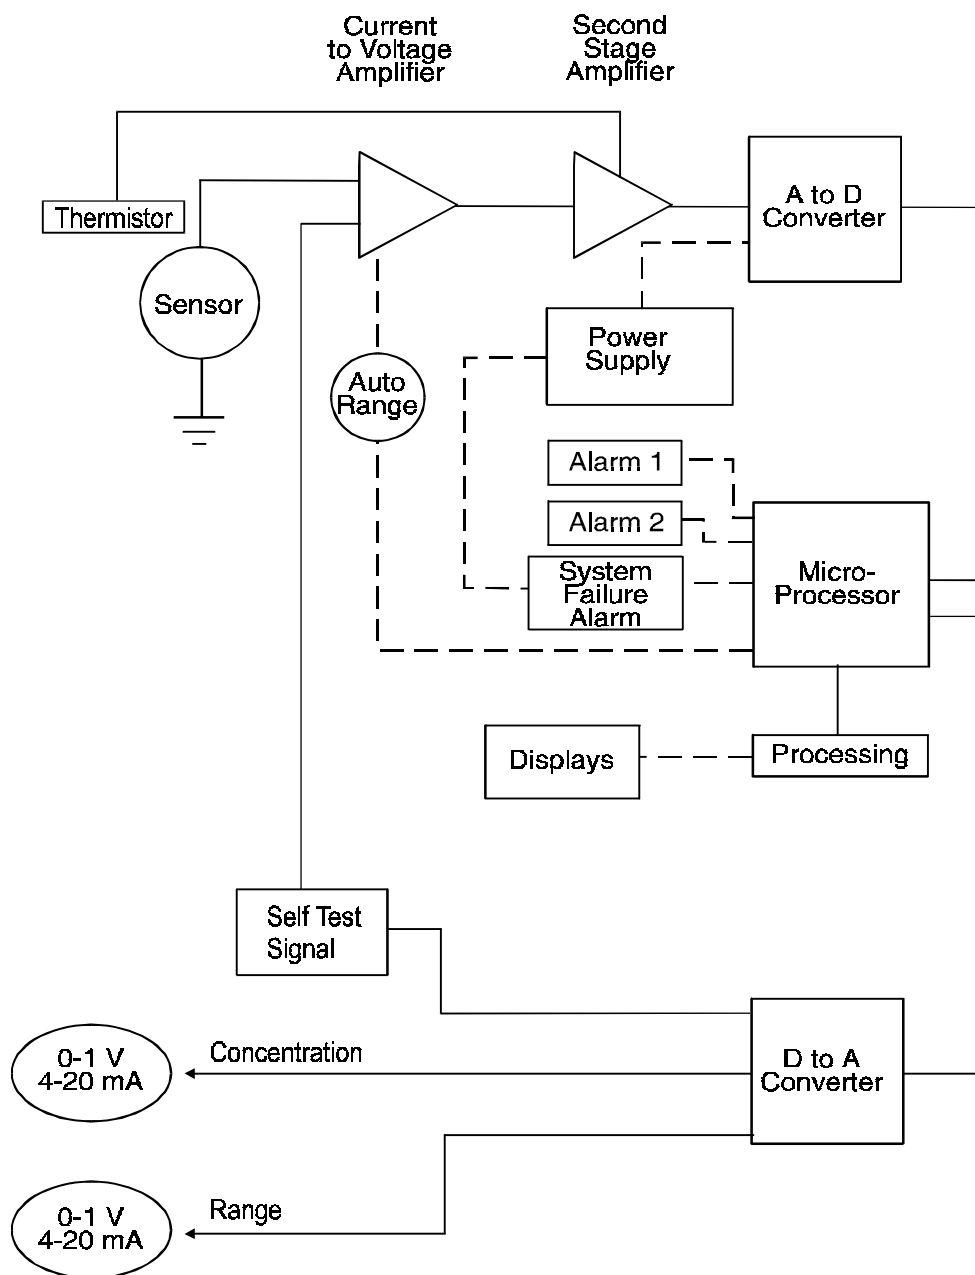 Current
to Voltage
Amplifier
Second
Stage
Amplifier
Thermistor
Sensor
A to D
Converter
Power
Supply
Auto
Range
Alarm 1
Alarm 2
System
Failure
Alarm
Micro-
Processor
Displays
Processing
Self Test
Signal
0-1 V
4-20 mA
Concentration
D to A
Converter
0-1 V
4-20 mA
Range